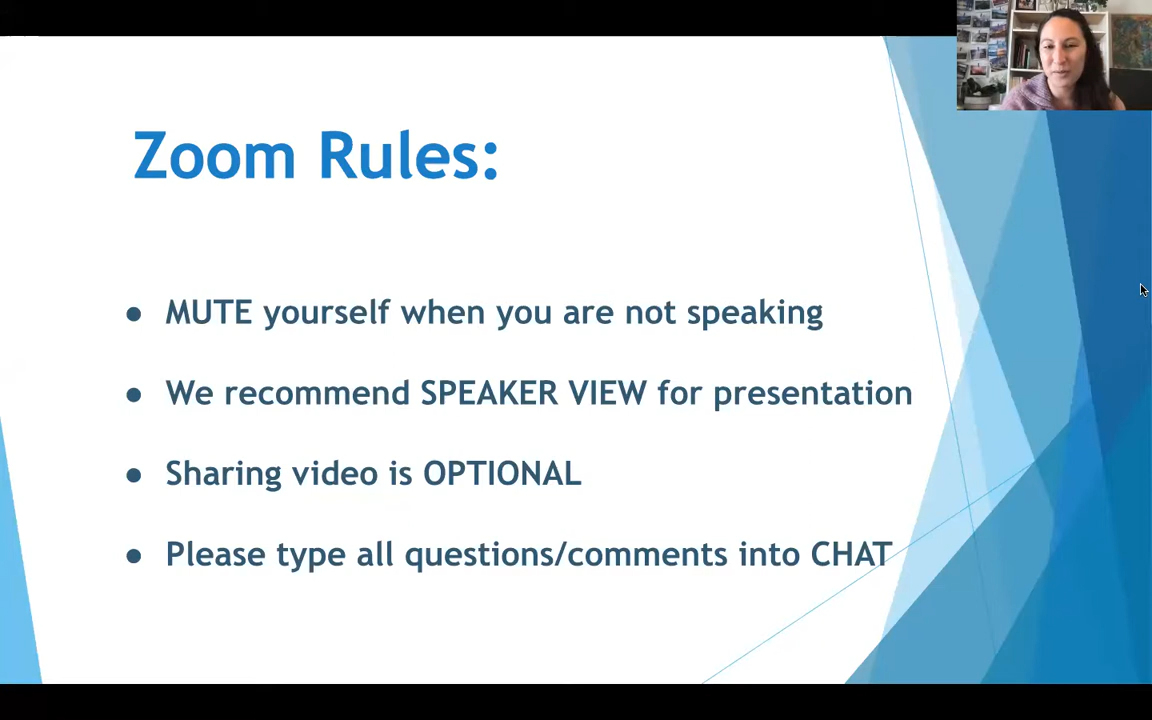 Zoom Rules:
● MUTE yourself when you are not speaking
● We recommend SPEAKER VIEW for presentation
● Sharing video is OPTIONAL
● Please type all questions/comments into CHAT